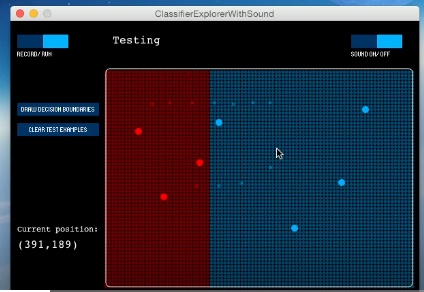 ClassifierExplorerWithSound
Testing
RECORD/ RUN
SOUND ON/OFF
DRAW DECISION BOUNDARIES
CLEAR TEST EXAMPLES
Current position:
(391,189)